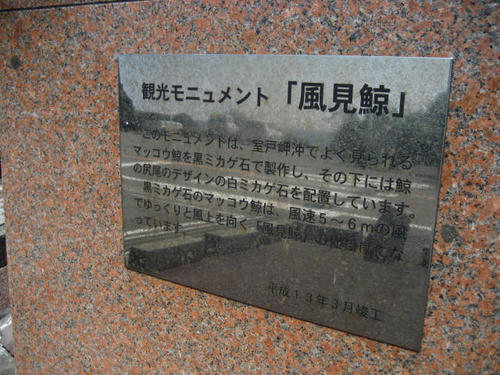 観光モニュメント「風見鯨」
このモニュメントは、室戸岬沖でよく見られる
マッコウ鯨を黒ミカゲ石で製作し、その下には鯨
の尻尾のデザインの白ミカゲ石を配置しています。
黒ミカゲ石のマッコウ鯨は、風速5～6mの風
でゆっくりと風上を向く「風見鯨」 な
っています。
平成13年3月竣工